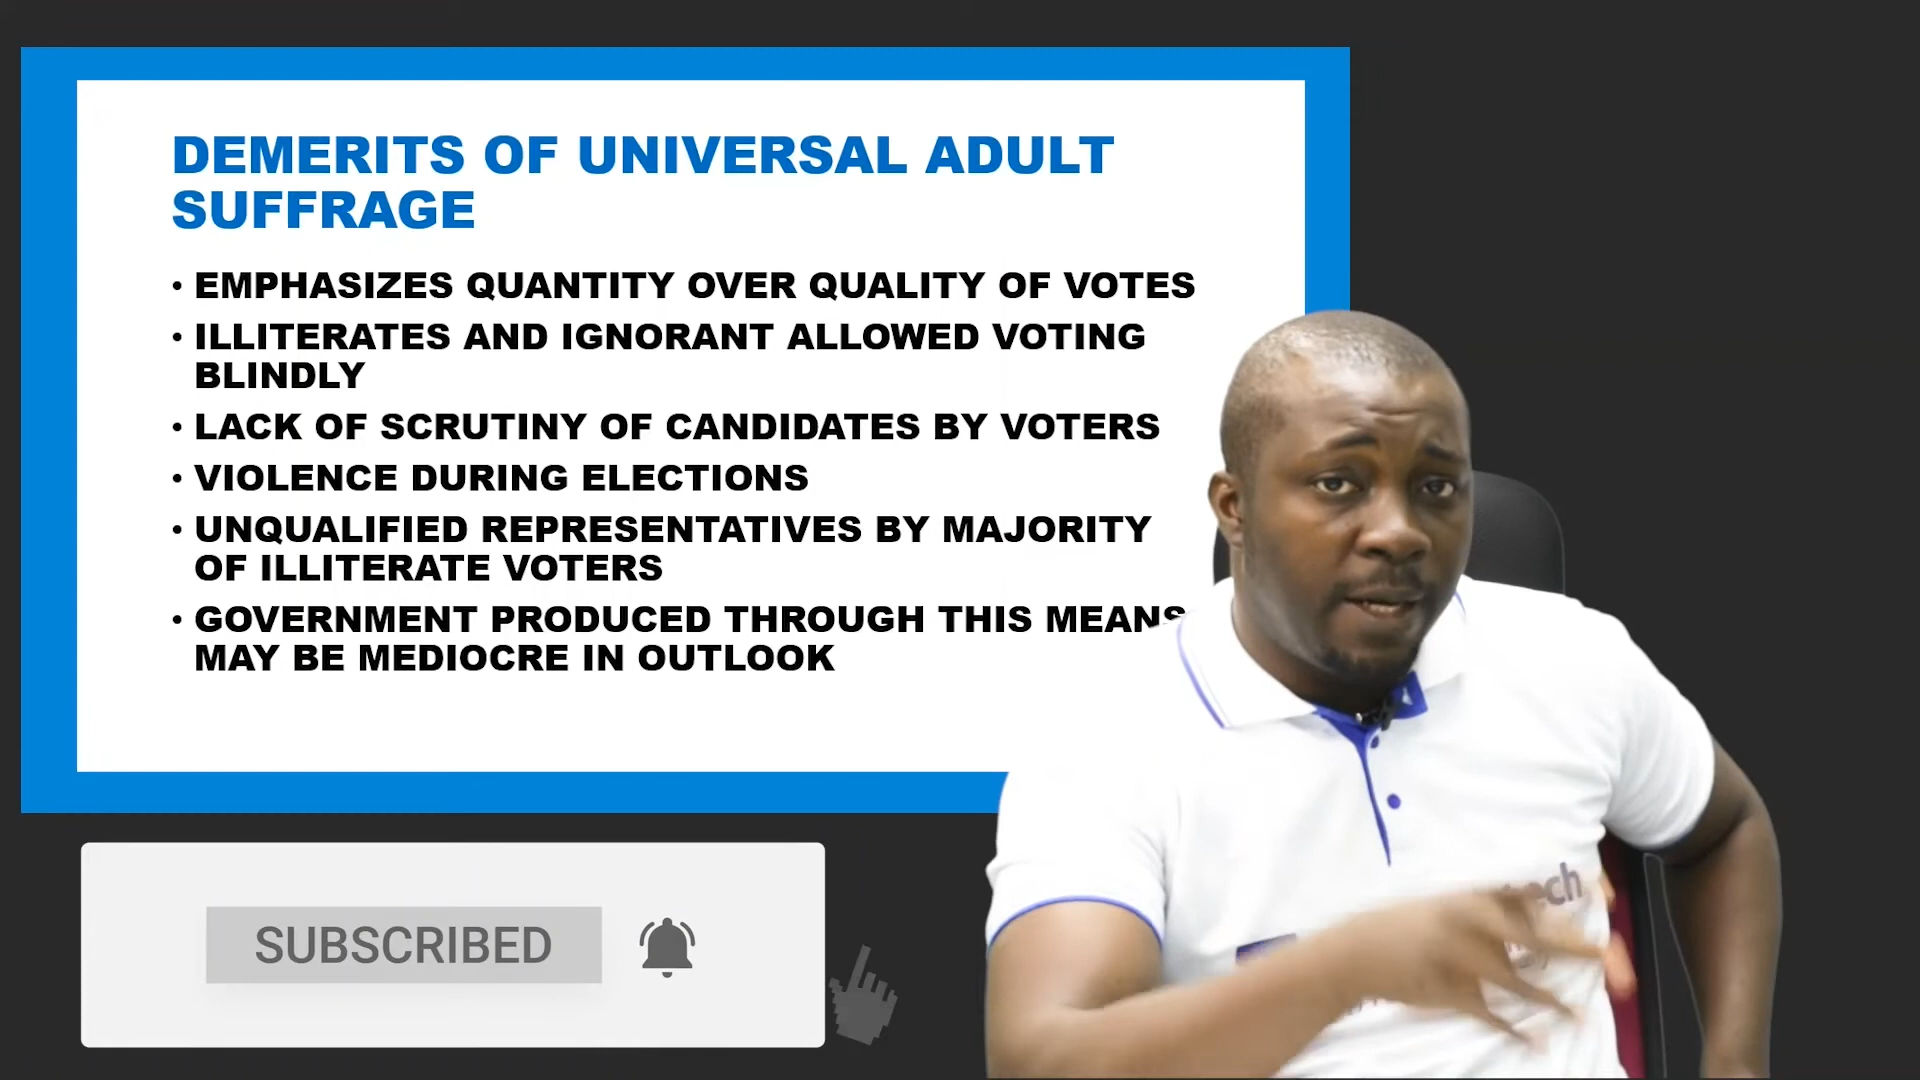 DEMERITS OF UNIVERSAL ADULT
SUFFRAGE
• EMPHASIZES QUANTITY OVER QUALITY OF VOTES
• ILLITERATES AND IGNORANT ALLOWED VOTING
BLINDLY
• LACK OF SCRUTINY OF CANDIDATES BY VOTERS
• VIOLENCE DURING ELECTIONS
• UNQUALIFIED REPRESENTATIVES BY MAJORITY
OF ILLITERATE VOTERS
• GOVERNMENT PRODUCED THROUGH THIS MEANS
MAY BE MEDIOCRE IN OUTLOOK
SUBSCRIBED